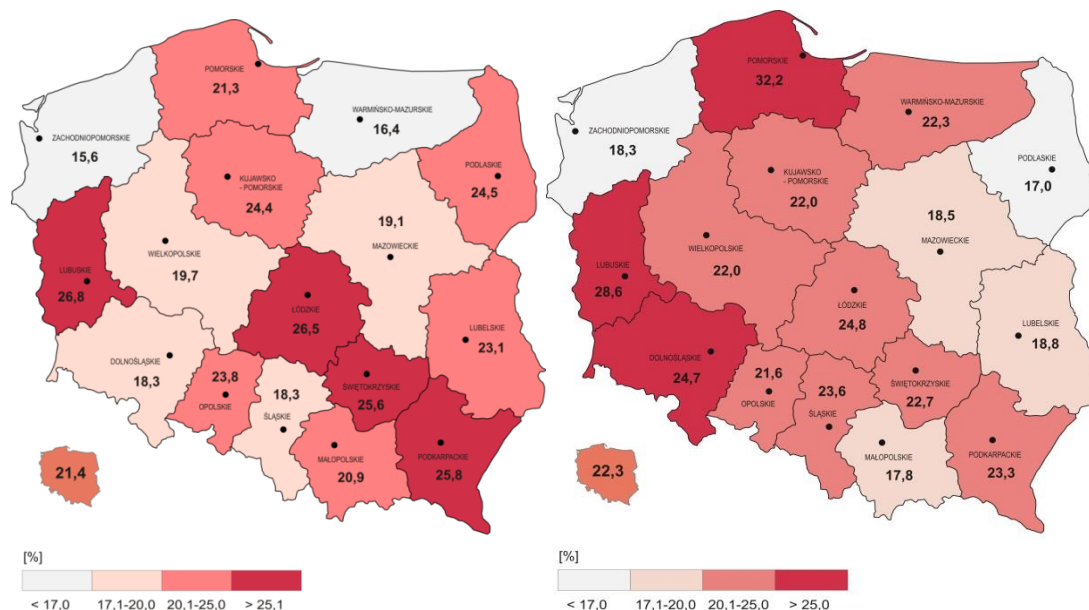 POMORSKIE
21,3
WARMIŃSKO-MAZURSKIE
16,4
ZACHODNIOPOMORSKIE
15,6
PODLASKIE
24,5
KUJAWSKO
- POMORSKIE
24,4
19,1
MAZOWIECKIE
WIELKOPOLSKIE
19,7
LUBUSKIE
26,8
ŁÓDZKIE
26,5
LUBELSKIE
23,1
DOLNOŚLĄSKIE
18,3
23,8
OPOLSKIE
18,3
ŚLĄSKIE
ŚWIĘTOKRZYSKIE
25,6
MAŁOPOLSKIE
20,9
PODKARPACKIE
25,8
21,4
[%]
< 17,0 17,1-20,0 20,1-25,0 > 25,1
POMORSKIE
32,2
WARMIŃSKO-MAZURSKIE
22,3
ZACHODNIOPOMORSKIE
18,3
PODLASKIE
17,0
KUJAWSKO
- POMORSKIE
22,0
18,5
MAZOWIECKIE
WIELKOPOLSKIE
22,0
LUBUSKIE
28,6
ŁÓDZKIE
24,8
LUBELSKIE
18,8
DOLNOŚLĄSKIE
24,7
21,6
OPOLSKIE
23,6
ŚLĄSKIE
ŚWIĘTOKRZYSKIE
22,7
MAŁOPOLSKIE
17,8
PODKARPACKIE
23,3
22,3
[%]
< 17,0 17,1-20,0 20,1-25,0 > 25,0